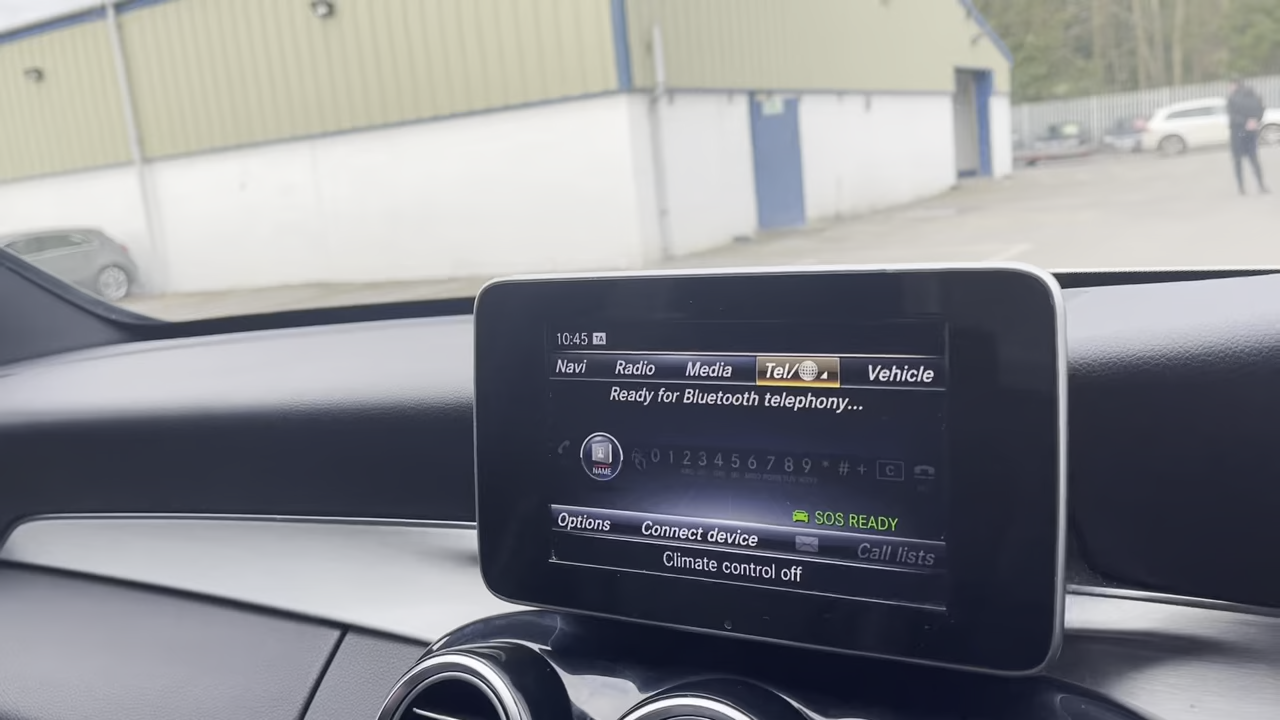 10:45 TA
Navi Radio Media Tel/ Vehicle
Ready for Bluetooth telephony...
NAME 0 1 2 3 4 5 6 7 8 9 * # + C
SOS READY
Options Connect device Call lists
Climate control off